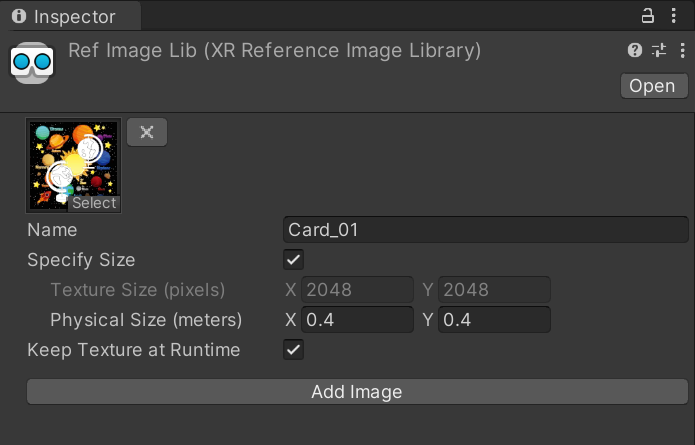 Inspector
Ref Image Lib (XR Reference Image Library)
Open
Select
Name Card_01
Specify Size
Texture Size (pixels) X 2048 Y 2048
Physical Size (meters) X 0.4 Y 0.4
Keep Texture at Runtime
Add Image